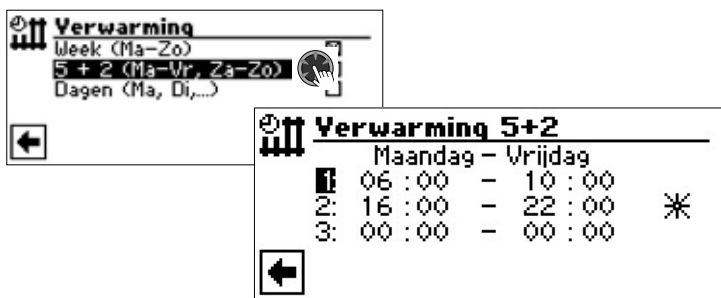 Verwarming
Week (Ma-Zo)
5 + 2 (Ma-Vr, Za-Zo)
Dagen (Ma, Di,...)
Verwarming 5+2
Maandag - Vrijdag
1: 06 : 00 - 10 : 00
2: 16 : 00 - 22 : 00
3: 00 : 00 - 00 : 00